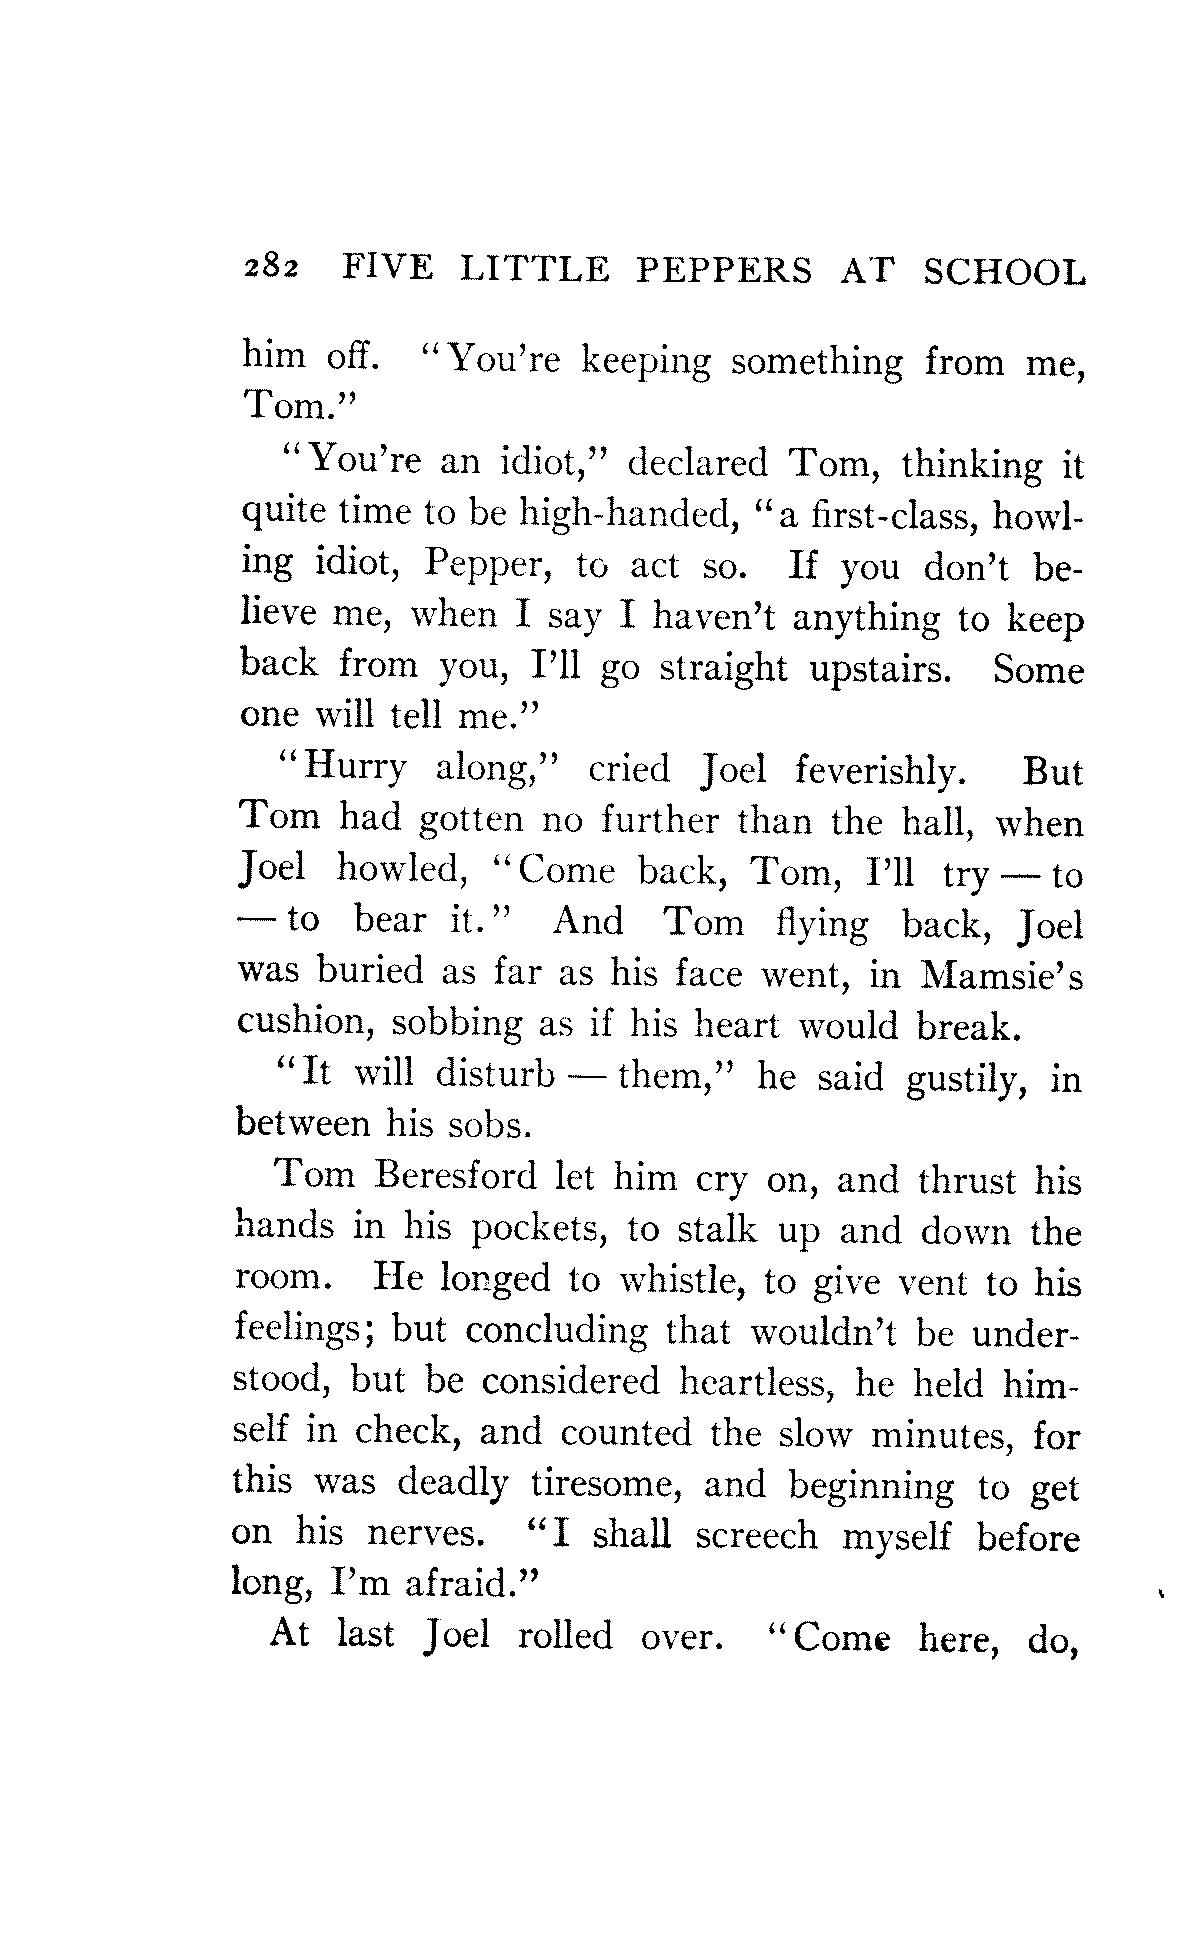 282 FIVE LITTLE PEPPERS AT SCHOOL
him off. "You're keeping something from me,
Tom."
"You're an idiot," declared Tom, thinking it
quite time to be high-handed, "a first-class, howl-
ing idiot, Pepper, to act so. If you don't be-
lieve me, when I say I haven't anything to keep
back from you, I'll go straight upstairs. Some
one will tell me."
"Hurry along," cried Joel feverishly. But
Tom had gotten no further than the hall, when
Joel howled, "Come back, Tom, I'll try — to
— to bear it." And Tom flying back, Joel
was buried as far as his face went, in Mamsie's
cushion, sobbing as if his heart would break.
"It will disturb — them," he said gustily, in
between his sobs.
Tom Beresford let him cry on, and thrust his
hands in his pockets, to stalk up and down the
room. He longed to whistle, to give vent to his
feelings; but concluding that wouldn't be under-
stood, but be considered heartless, he held him-
self in check, and counted the slow minutes, for
this was deadly tiresome, and beginning to get
on his nerves. "I shall screech myself before
long, I'm afraid."
At last Joel rolled over. "Come here, do,